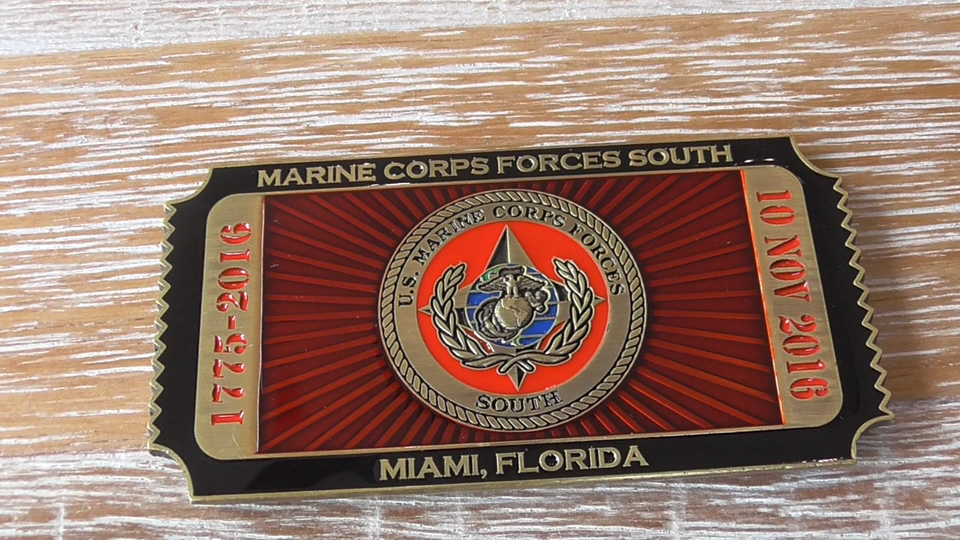 MARINE CORPS FORCES SOUTH
1775-2016
U.S. MARINE CORPS FORCES
SOUTH
10 NOV 2016
MIAMI, FLORIDA